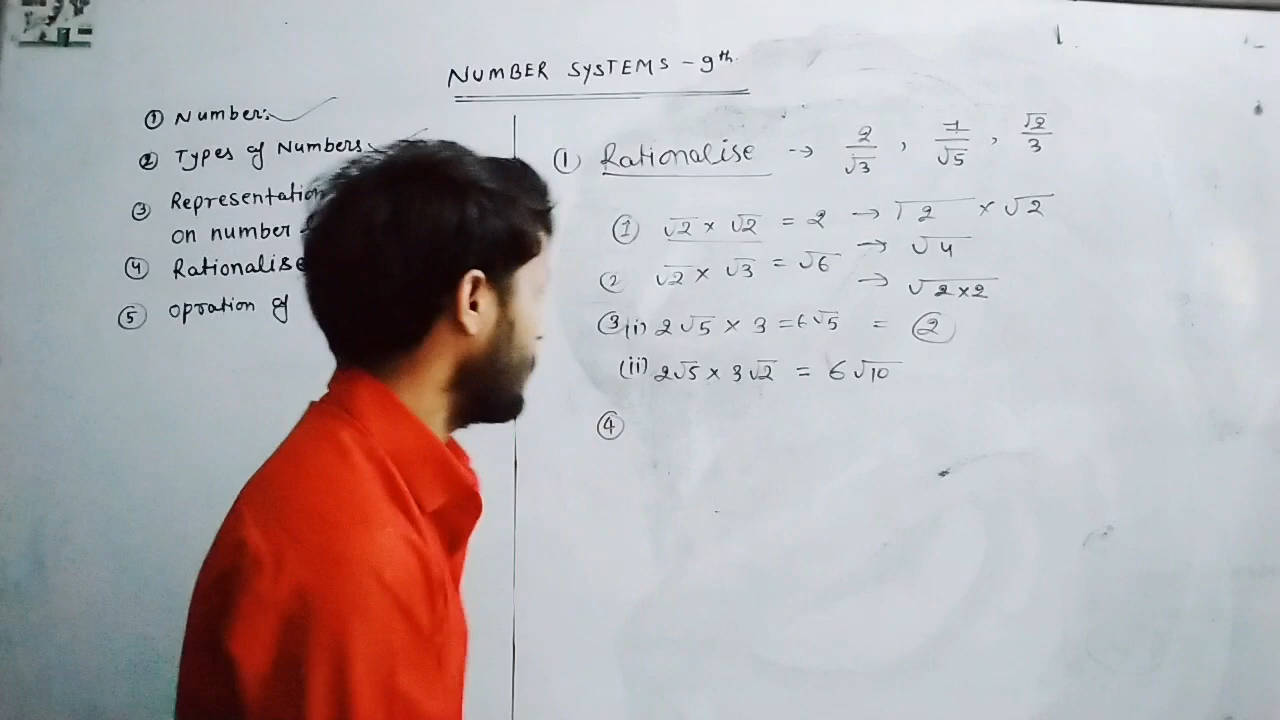 NUMBER SYSTEMS - 9th.
① Number:
② Types of Numbers
③ Representation
on number
④ Rationalise
⑤ opration of
① Rationalise → 2/√3 , 7/√5 , √2/3
① √2 × √2 = 2 → √2 × √2
→ √4
② √2 × √3 = √6 → √2×2
③ (i) 2√5 × 3 = 6√5 = ②
(ii) 2√5 × 3√2 = 6√10
④